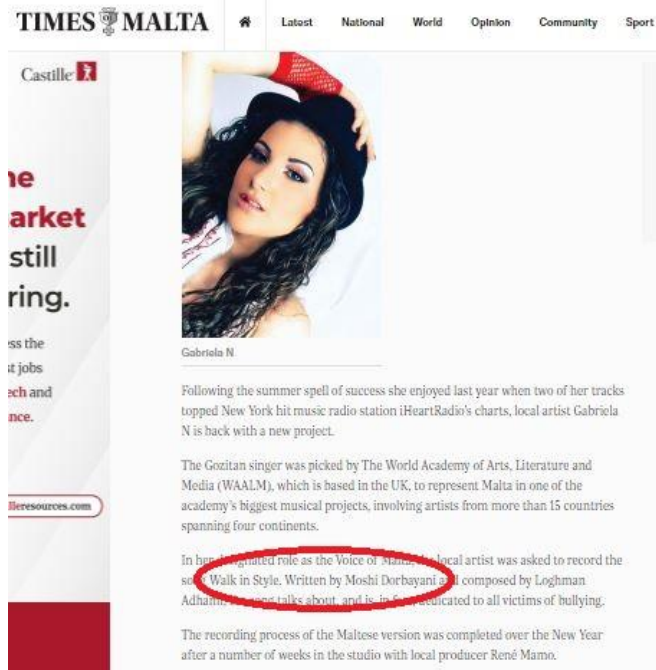 TIMES OF MALTA
Latest National World Opinion Community Sport
Castille
ne
arket
still
ring.
ess the
st jobs
ech and
nce.
lleresources.com
Gabriela N
Following the summer spell of success she enjoyed last year when two of her tracks
topped New York hit music radio station iHeartRadio's charts, local artist Gabriela
N is back with a new project.
The Gozitan singer was picked by The World Academy of Arts, Literature and
Media (WAALM), which is based in the UK, to represent Malta in one of the
academy's biggest musical projects, involving artists from more than 15 countries
spanning four continents.
In her designated role as the Voice of Malta, the local artist was asked to record the
song Walk in Style. Written by Moshi Dorbayani and composed by Loghman
Adhami, the song talks about, and is, in fact, dedicated to all victims of bullying.
The recording process of the Maltese version was completed over the New Year
after a number of weeks in the studio with local producer René Mamo.